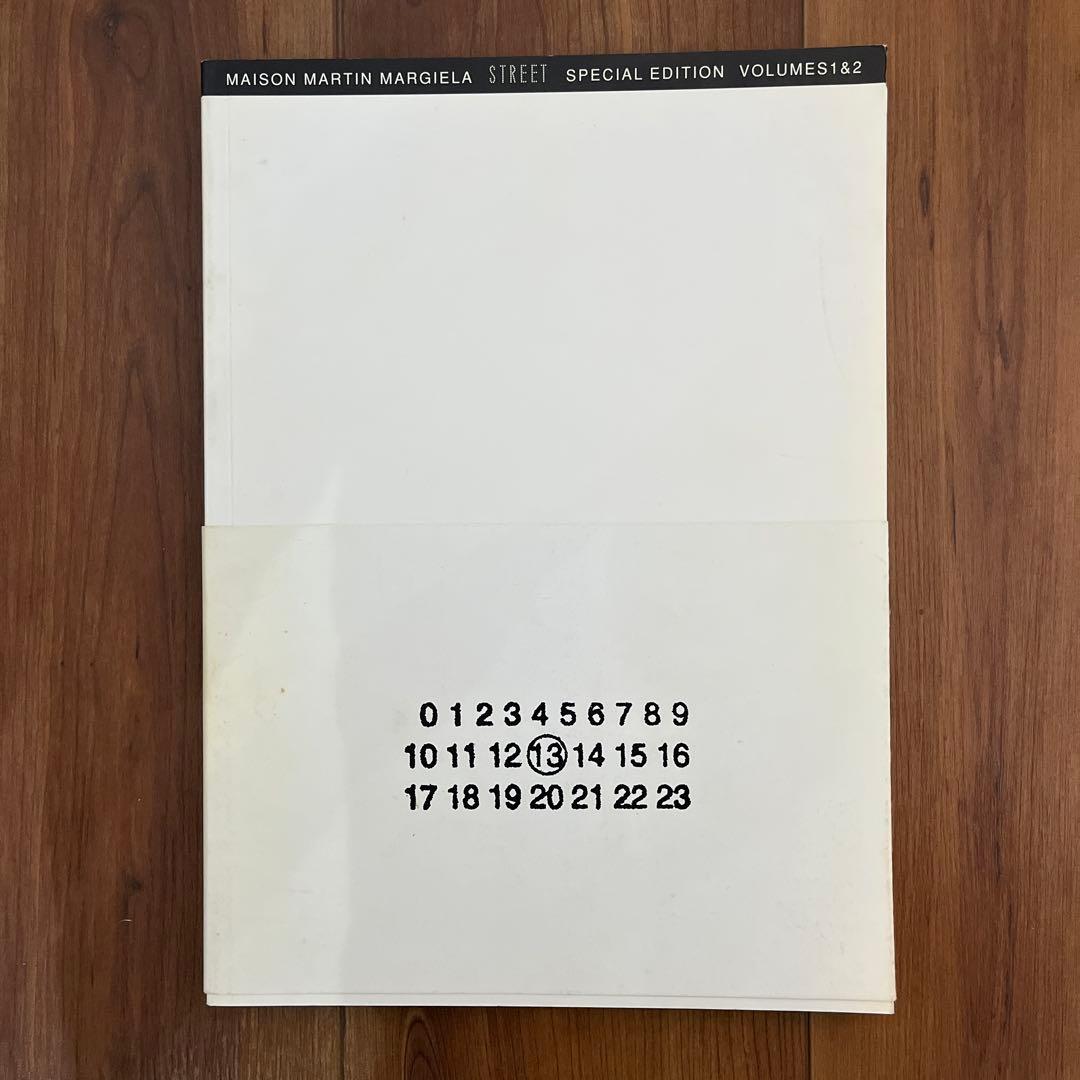 MAISON MARTIN MARGIELA STREET SPECIAL EDITION VOLUMES1&2
0 1 2 3 4 5 6 7 8 9
10 11 12 13 14 15 16
17 18 19 20 21 22 23